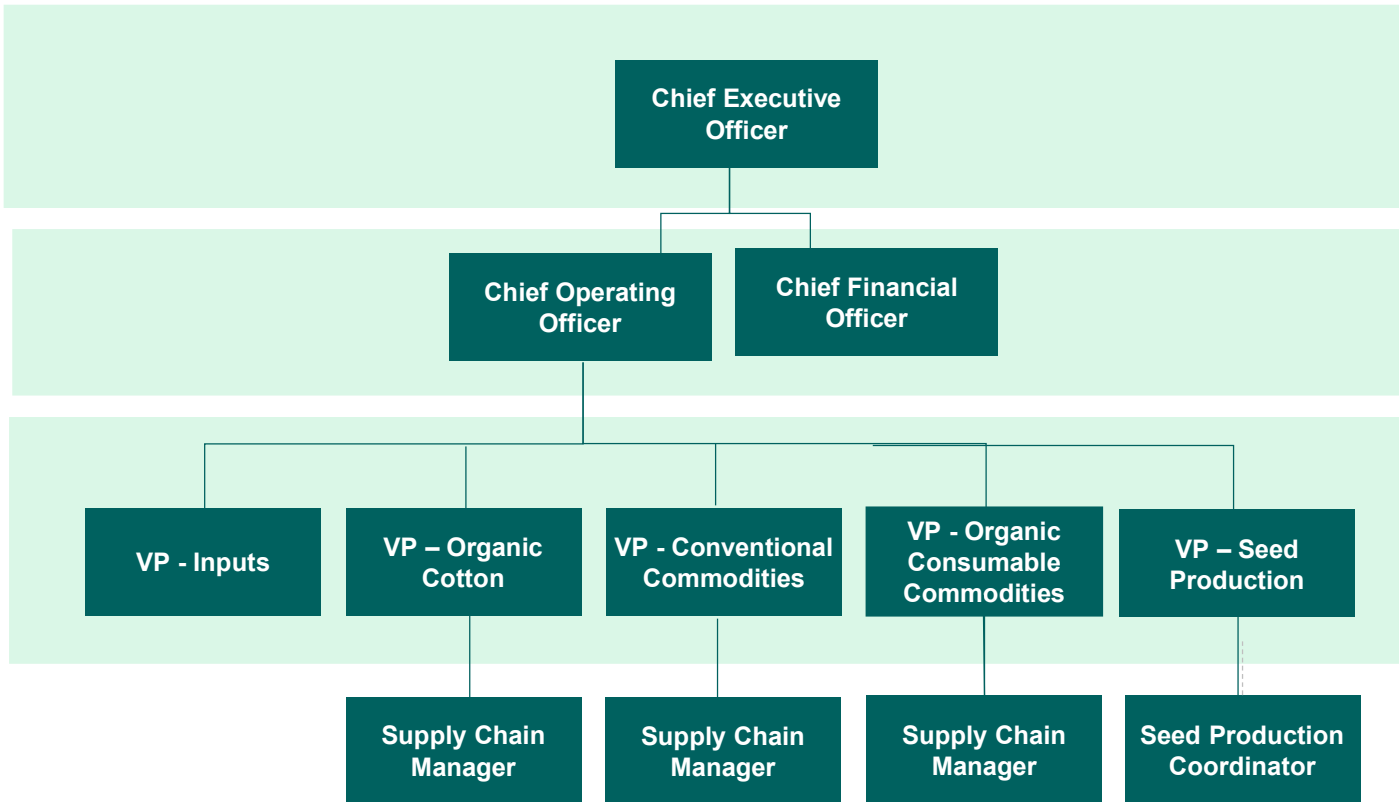 Chief Executive
Officer
Chief Operating
Officer
Chief Financial
Officer
VP - Inputs
VP – Organic
Cotton
VP - Conventional
Commodities
VP - Organic
Consumable
Commodities
VP – Seed
Production
Supply Chain
Manager
Supply Chain
Manager
Supply Chain
Manager
Seed Production
Coordinator